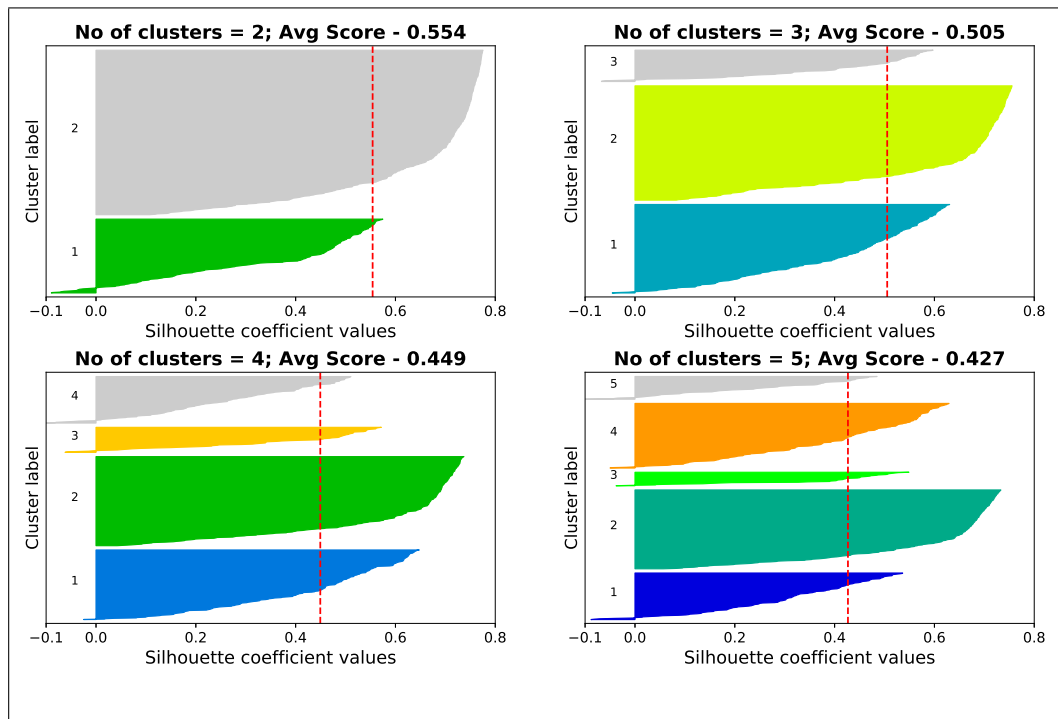 No of clusters = 2; Avg Score - 0.554
Cluster label
2
1
−0.1 0.0 0.2 0.4 0.6 0.8
Silhouette coefficient values
No of clusters = 3; Avg Score - 0.505
Cluster label
3
2
1
−0.1 0.0 0.2 0.4 0.6 0.8
Silhouette coefficient values
No of clusters = 4; Avg Score - 0.449
Cluster label
4
3
2
1
−0.1 0.0 0.2 0.4 0.6 0.8
Silhouette coefficient values
No of clusters = 5; Avg Score - 0.427
Cluster label
5
4
3
2
1
−0.1 0.0 0.2 0.4 0.6 0.8
Silhouette coefficient values